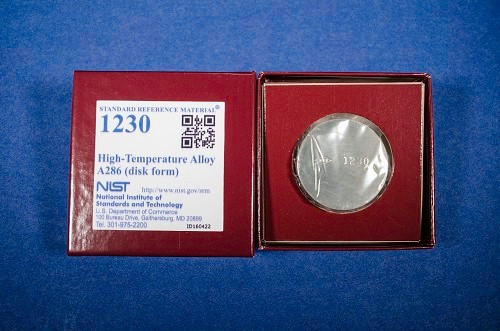 STANDARD REFERENCE MATERIAL®
1230
High-Temperature Alloy
A286 (disk form)
NIST http://www.nist.gov/srm
National Institute of
Standards and Technology
U.S. Department of Commerce
100 Bureau Drive, Gaithersburg, MD 20899
Tel. 301-975-2200
ID160422
1230